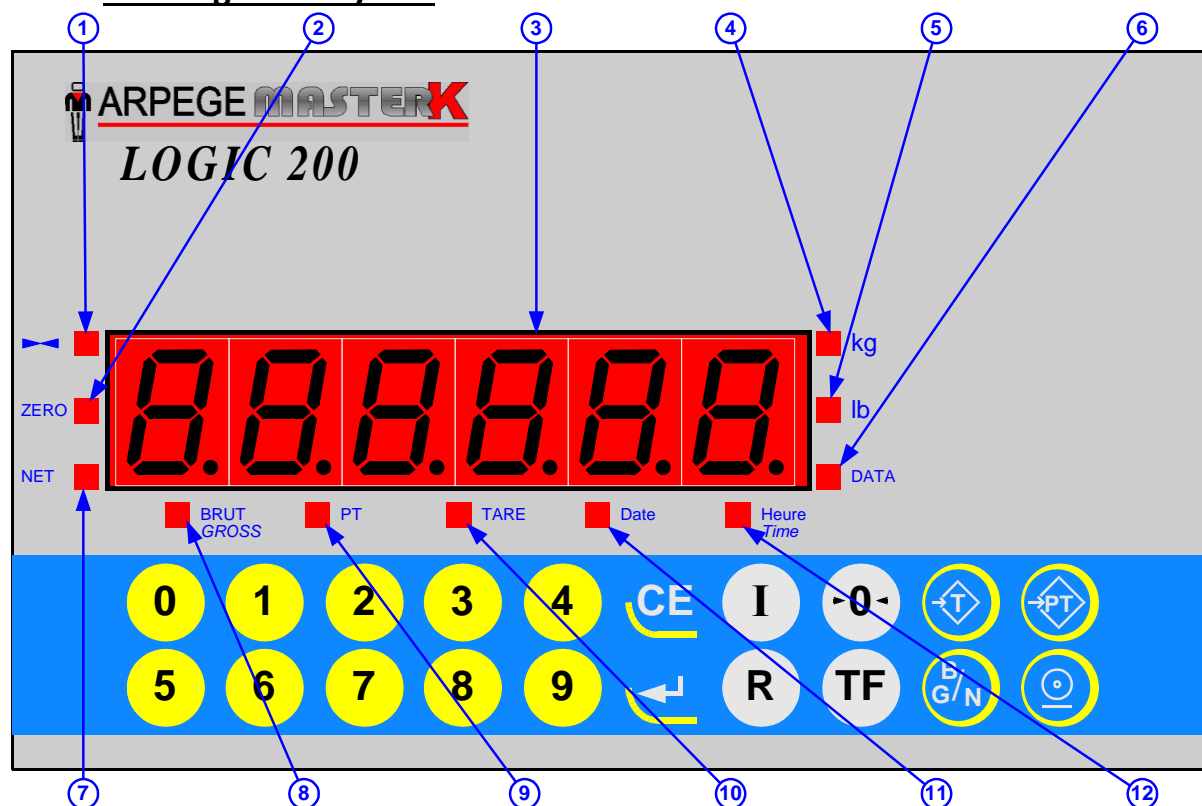 1 2 3 4 5 6
ARPEGE MASTERK
LOGIC 200
kg
ZERO lb
NET DATA
BRUT PT TARE Date Heure
GROSS Time
0 1 2 3 4 CE I 0 T PT
5 6 7 8 9 R TF B
G/N
7 8 9 10 11 12